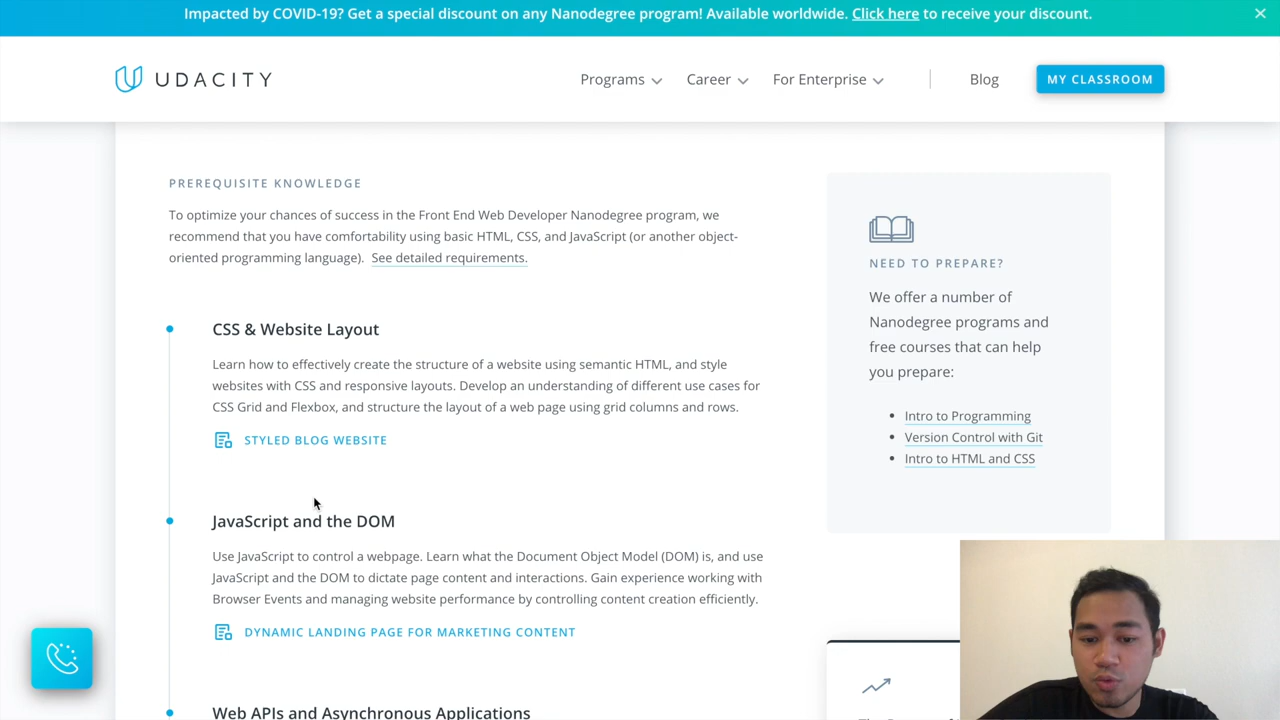 Impacted by COVID-19? Get a special discount on any Nanodegree program! Available worldwide. Click here to receive your discount.
UDACITY
Programs
Career
For Enterprise
Blog
MY CLASSROOM
PREREQUISITE KNOWLEDGE
To optimize your chances of success in the Front End Web Developer Nanodegree program, we
recommend that you have comfortability using basic HTML, CSS, and JavaScript (or another object-
oriented programming language). See detailed requirements.
CSS & Website Layout
Learn how to effectively create the structure of a website using semantic HTML, and style
websites with CSS and responsive layouts. Develop an understanding of different use cases for
CSS Grid and Flexbox, and structure the layout of a web page using grid columns and rows.
STYLED BLOG WEBSITE
JavaScript and the DOM
Use JavaScript to control a webpage. Learn what the Document Object Model (DOM) is, and use
JavaScript and the DOM to dictate page content and interactions. Gain experience working with
Browser Events and managing website performance by controlling content creation efficiently.
DYNAMIC LANDING PAGE FOR MARKETING CONTENT
Web APIs and Asynchronous Applications
NEED TO PREPARE?
We offer a number of
Nanodegree programs and
free courses that can help
you prepare:
Intro to Programming
Version Control with Git
Intro to HTML and CSS